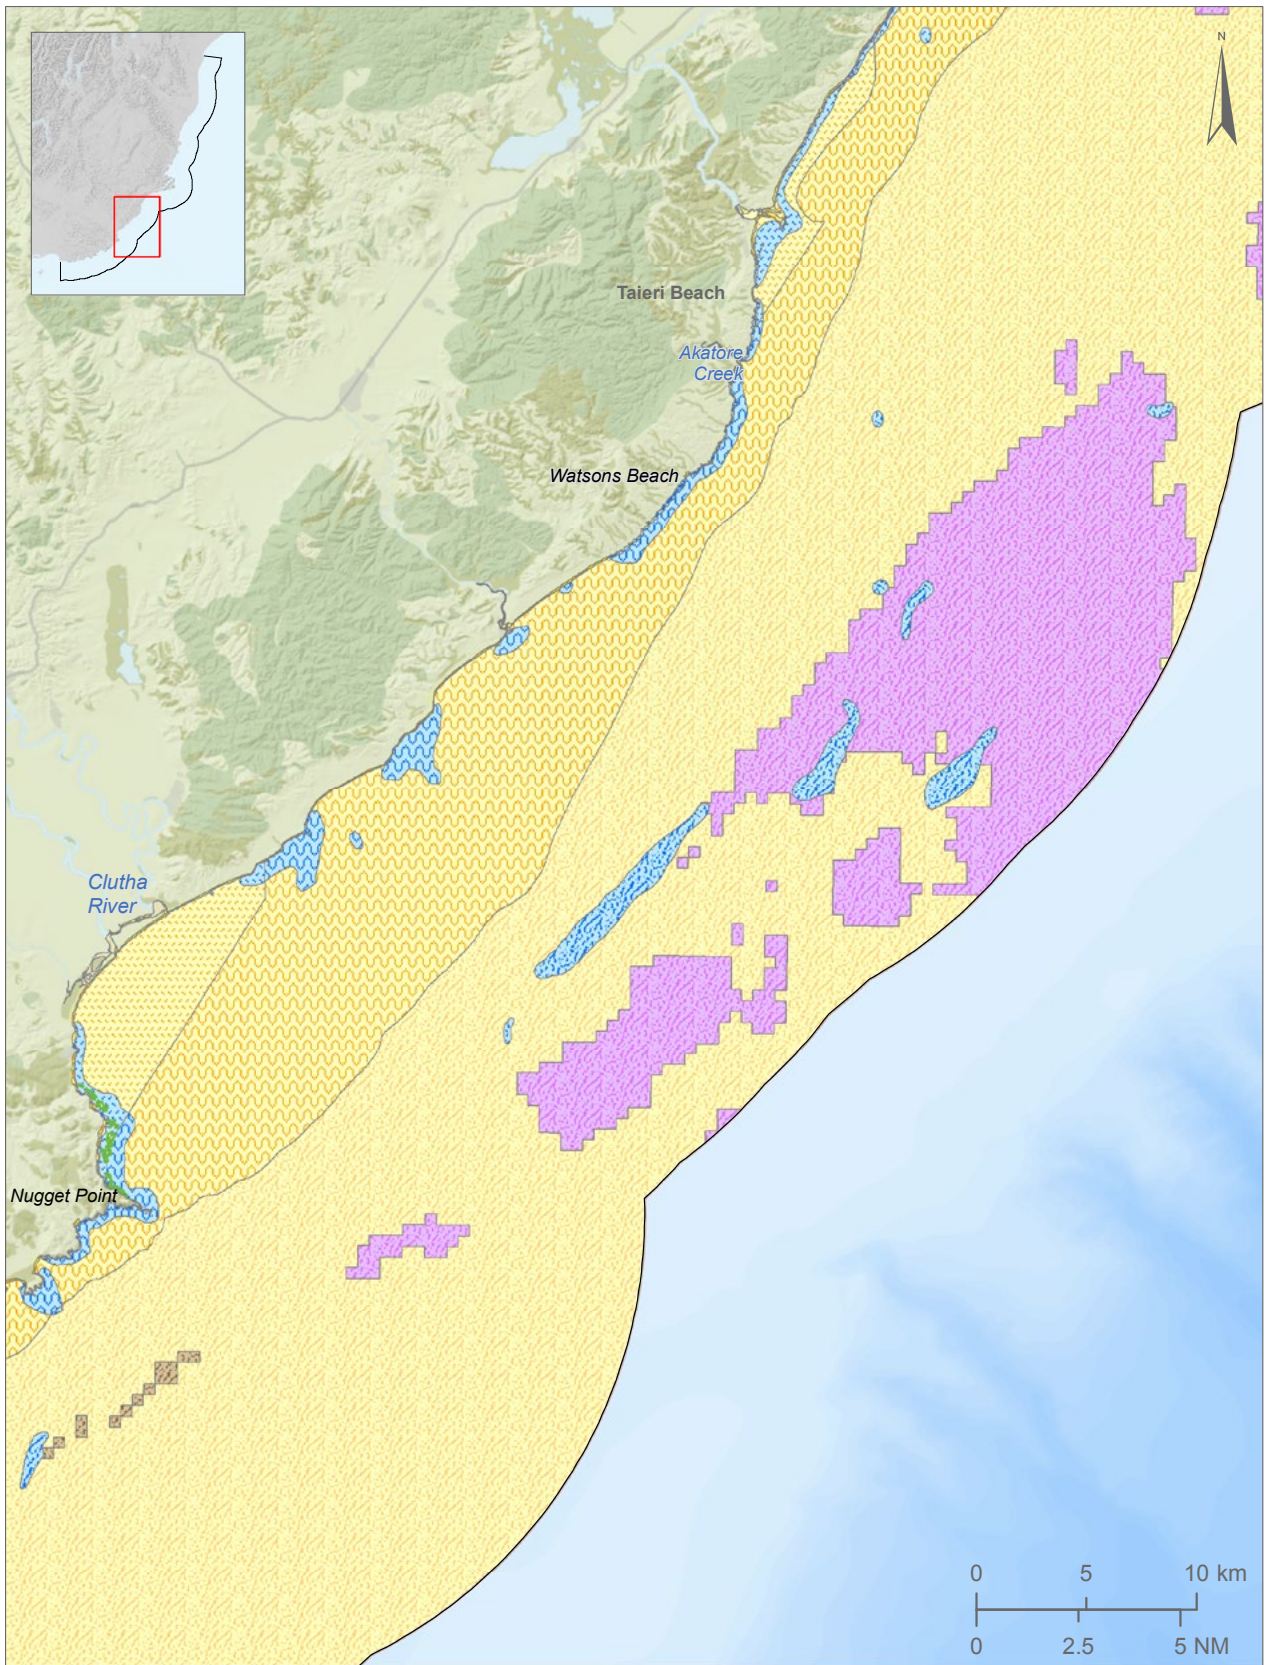 N
Taieri Beach
Akatore
Creek
Watsons Beach
Clutha
River
Nugget Point
0 5 10 km
0 2.5 5 NM